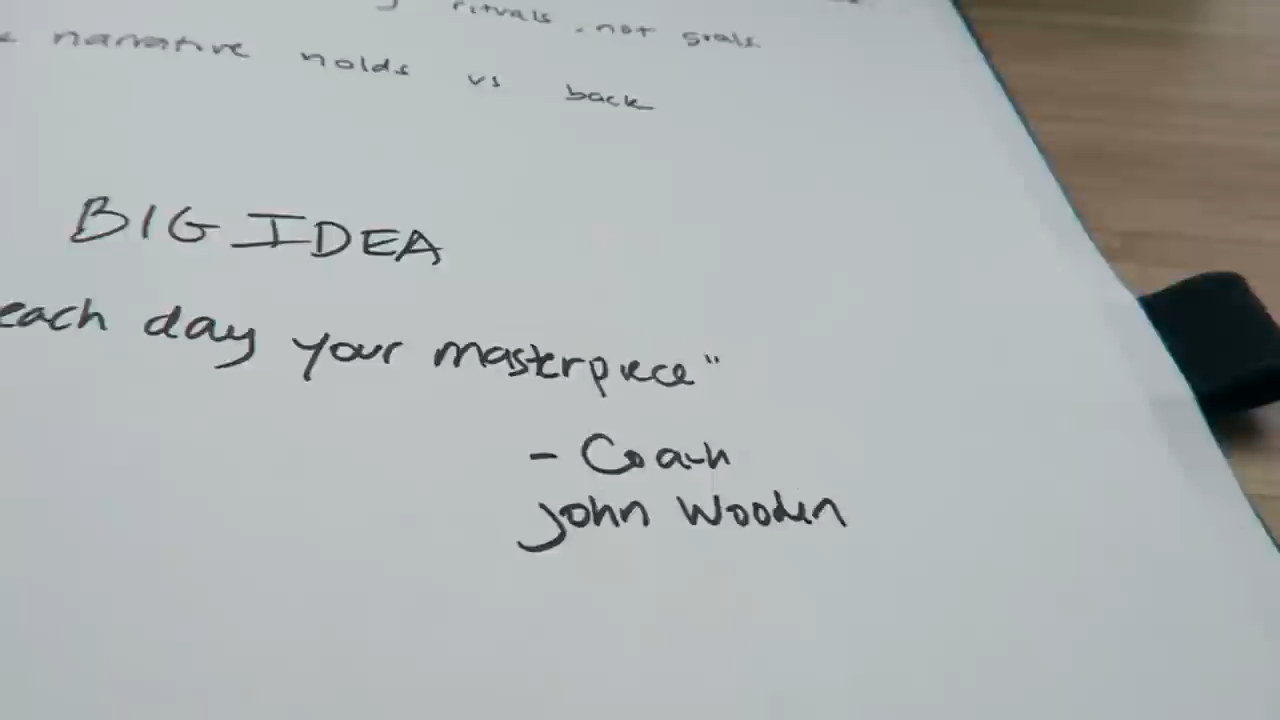 rituals, not goals
narrative holds us back
BIG IDEA
each day your masterpiece"
- Coach
John Wooden